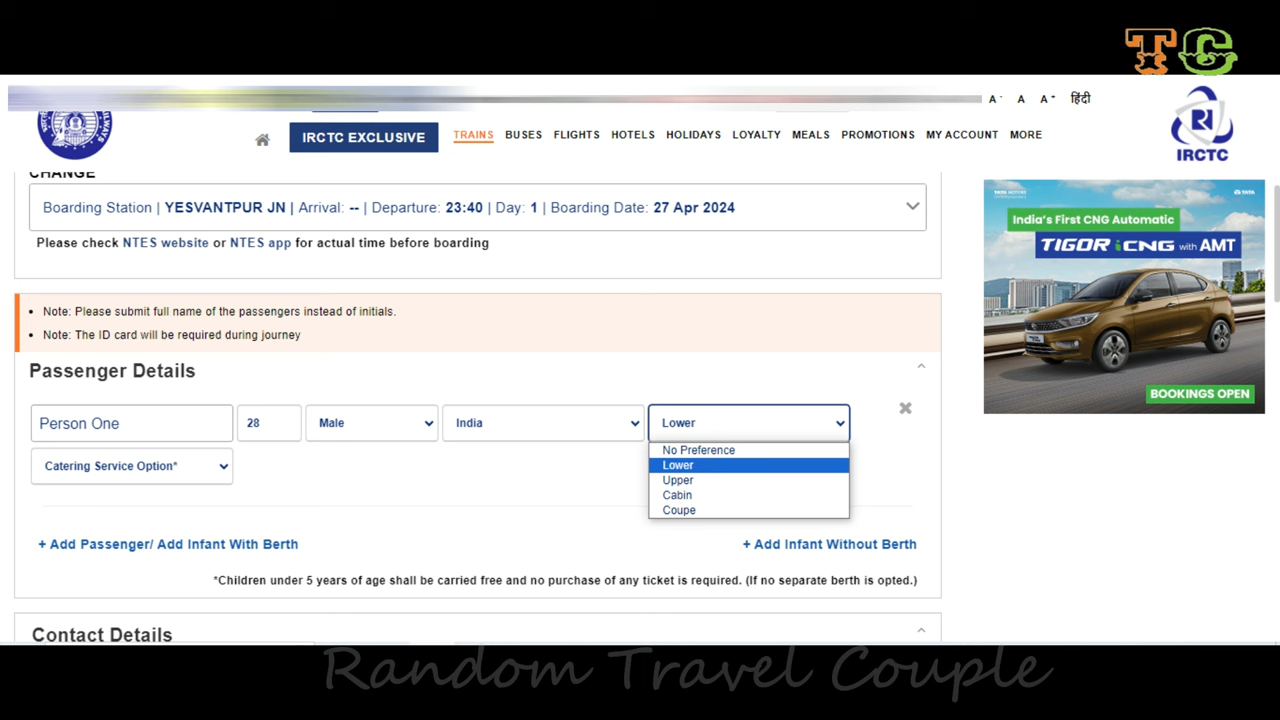 TC
A- A A+ हिंदी
IRCTC EXCLUSIVE TRAINS BUSES FLIGHTS HOTELS HOLIDAYS LOYALTY MEALS PROMOTIONS MY ACCOUNT MORE
IRCTC
CHANGE
Boarding Station | YESVANTPUR JN | Arrival: -- | Departure: 23:40 | Day: 1 | Boarding Date: 27 Apr 2024
Please check NTES website or NTES app for actual time before boarding
TATA MOTORS TATA
India's First CNG Automatic
TIGOR iCNG with AMT
BOOKINGS OPEN
• Note: Please submit full name of the passengers instead of initials.
• Note: The ID card will be required during journey
Passenger Details
Person One 28 Male India Lower
No Preference
Lower
Upper
Cabin
Coupe
Catering Service Option*
+ Add Passenger/ Add Infant With Berth + Add Infant Without Berth
*Children under 5 years of age shall be carried free and no purchase of any ticket is required. (If no separate berth is opted.)
Contact Details
Random Travel Couple